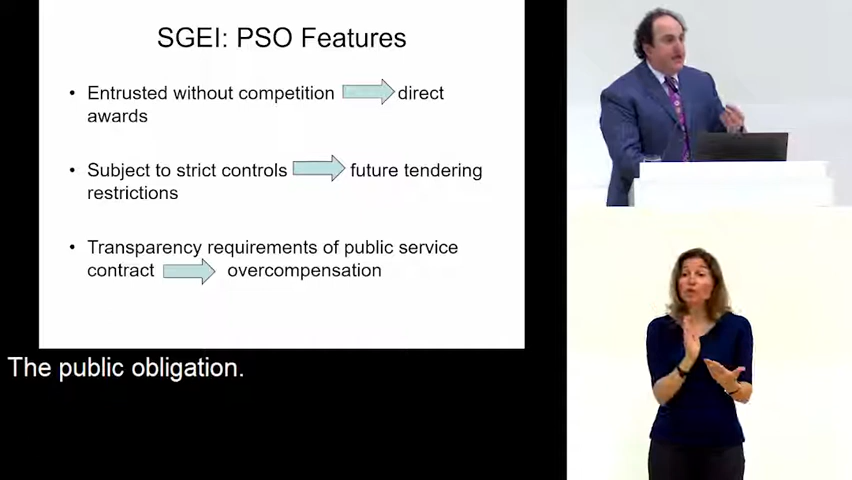 SGEI: PSO Features
• Entrusted without competition direct
awards
• Subject to strict controls future tendering
restrictions
• Transparency requirements of public service
contract overcompensation
The public obligation.